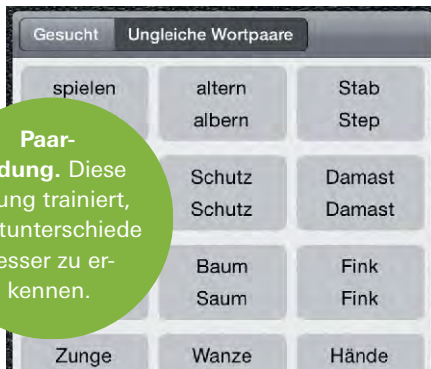 Gesucht Ungleiche Wortpaare
spielen altern Stab
albern Step
Paar-
dung. Diese
ung trainiert,
tunterschiede
esser zu er-
kennen.
Schutz Damast
Schutz Damast
Baum Fink
Saum Fink
Zunge Wanze Hände